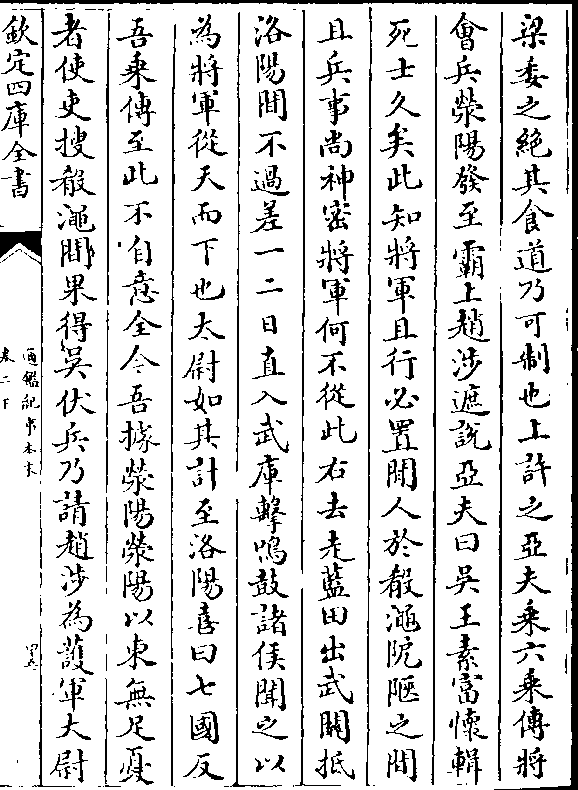 梁委之絶其食道乃可制也上許之亞夫乗六乗傳將
會兵滎陽發至霸上趙涉遮說亞夫曰吳王素富懷輯
死士久矣此知將軍且行必置閒人於殽澠阨陿之閒
且兵事尚神密將軍何不從此右去走藍田出武關抵
洛陽閒不過差一二日直入武庫擊鳴鼓諸侯聞之以
為將軍從天而下也太尉如其計至洛陽喜曰七國反
吾乗傳至此不自意全今吾據滎陽滎陽以東無足憂
者使吏搜殽澠閒果得吳伏兵乃請趙涉為護軍大尉
欽定四庫全書
通鑑紀事本末
卷二下